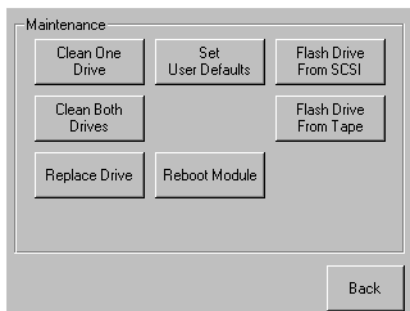 Maintenance
Clean One
Drive
Set
User Defaults
Flash Drive
From SCSI
Clean Both
Drives
Flash Drive
From Tape
Replace Drive
Reboot Module
Back